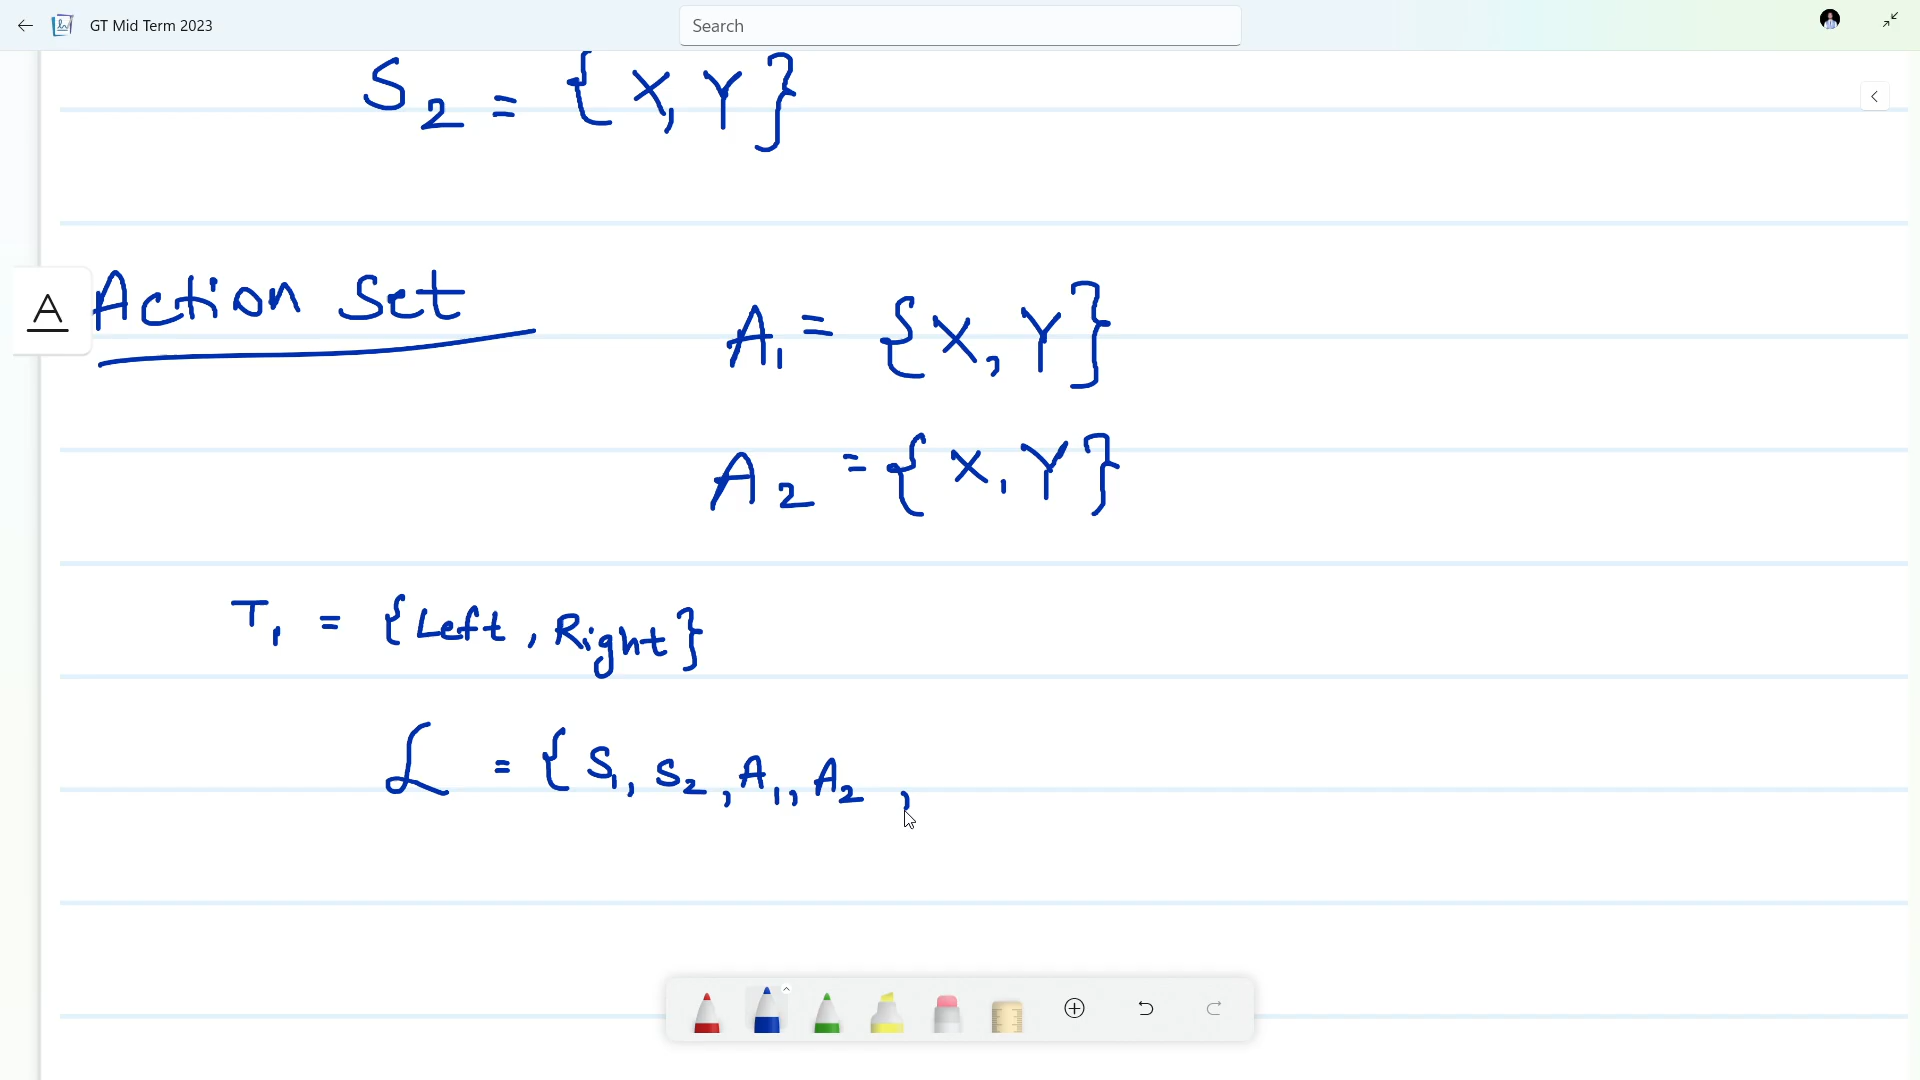 GT Mid Term 2023
Search
S₂ = {X, Y}
A
Action Set
A₁ = {X, Y}
A₂ = {X, Y}
T₁ = {Left, Right}
ℒ = {S₁, S₂, A₁, A₂,